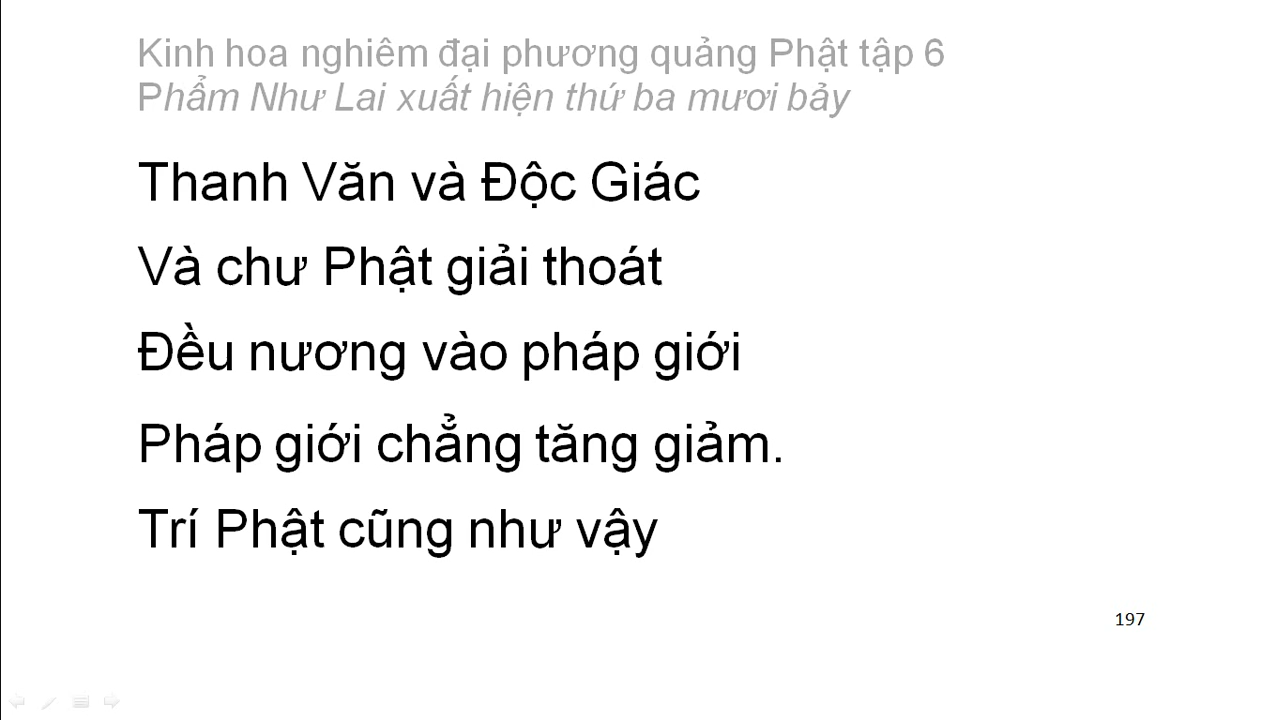 Kinh hoa nghiêm đại phương quảng Phật tập 6
Phẩm Như Lai xuất hiện thứ ba mươi bảy
Thanh Văn và Độc Giác
Và chư Phật giải thoát
Đều nương vào pháp giới
Pháp giới chẳng tăng giảm.
Trí Phật cũng như vậy
197